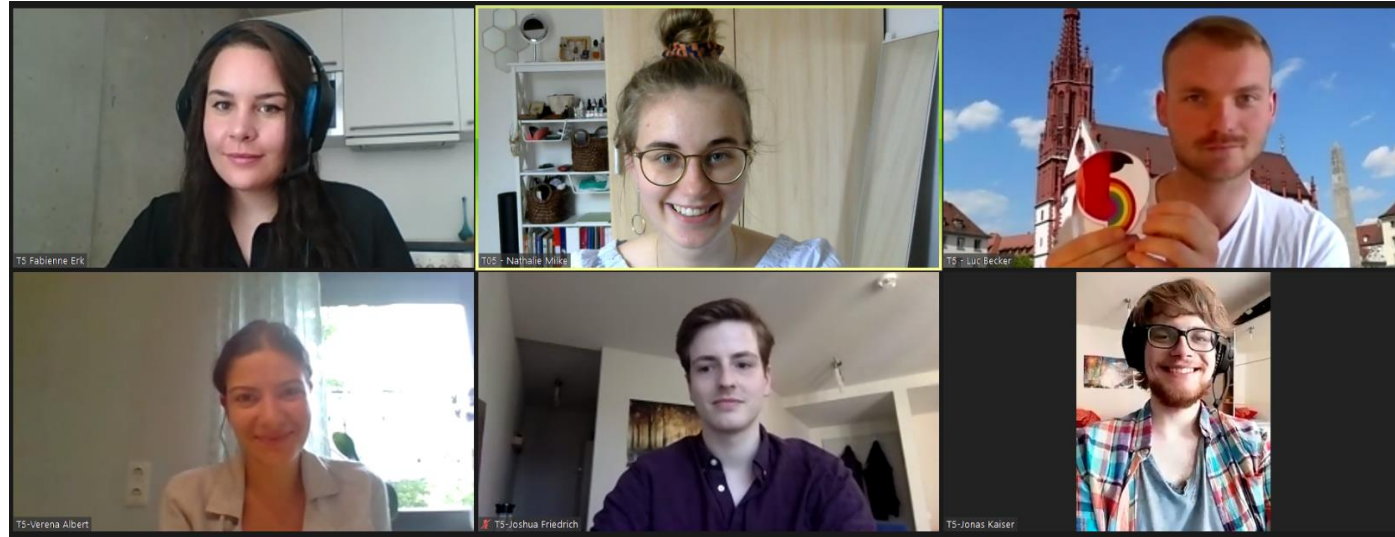 T5 Fabienne Erk
T05 - Nathalie Milke
T5 - Luc Becker
T5-Verena Albert
T5-Joshua Friedrich
T5-Jonas Kaiser